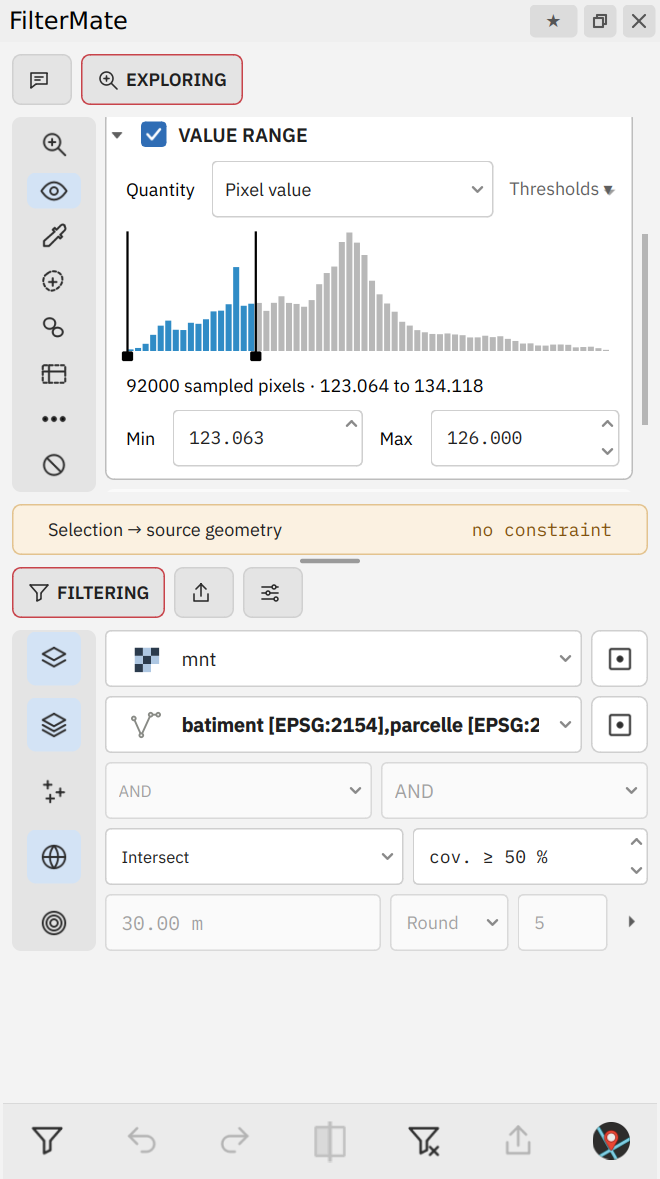 FilterMate
EXPLORING
VALUE RANGE
Quantity
Pixel value
Thresholds
92000 sampled pixels · 123.064 to 134.118
Min
123.063
Max
126.000
Selection → source geometry
no constraint
FILTERING
mnt
batiment [EPSG:2154],parcelle [EPSG:2
AND
AND
Intersect
cov. ≥ 50 %
30.00 m
Round
5